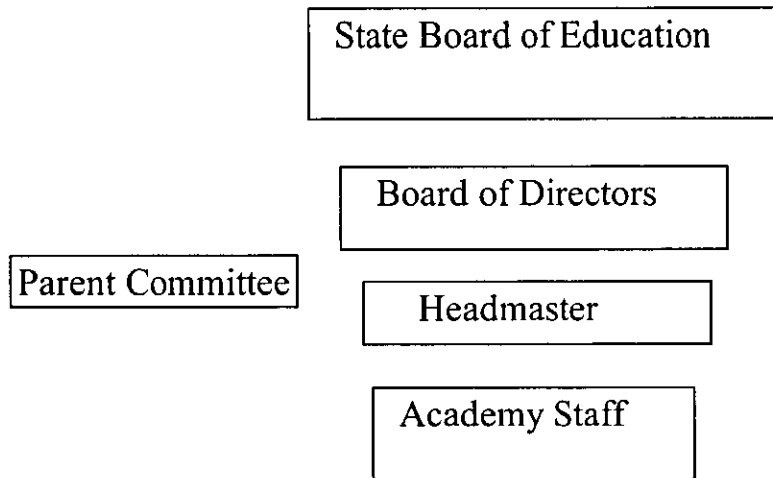 State Board of Education
Board of Directors
Parent Committee
Headmaster
Academy Staff